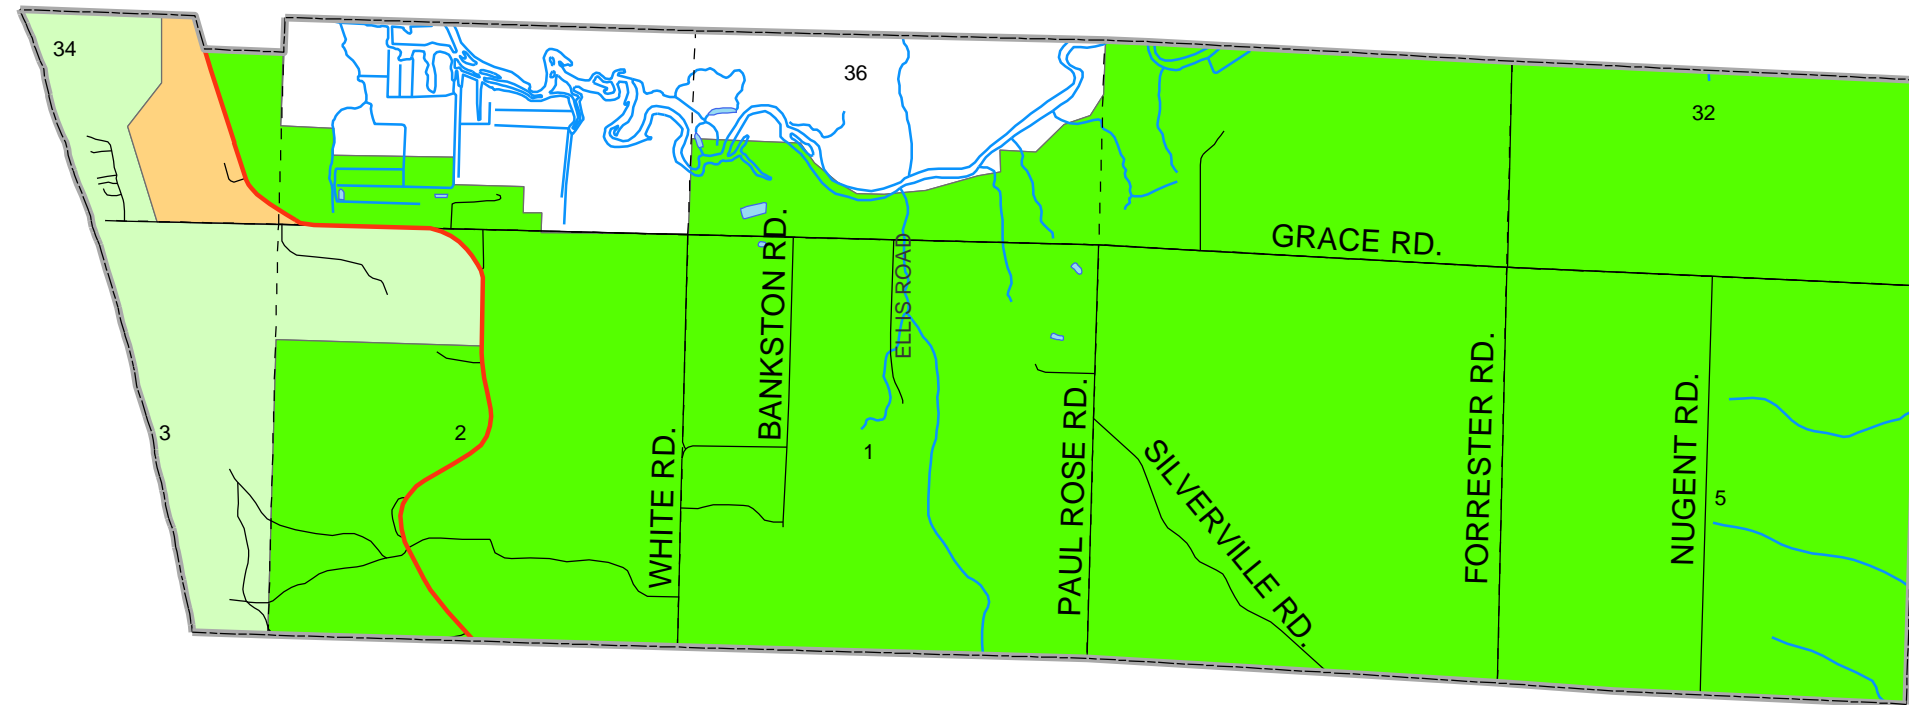 34
36
32
GRACE RD.
BANKSTON RD.
ELLIS ROAD
3
2
1
WHITE RD.
PAUL ROSE RD.
SILVERVILLE RD.
FORRESTER RD.
NUGENT RD.
5